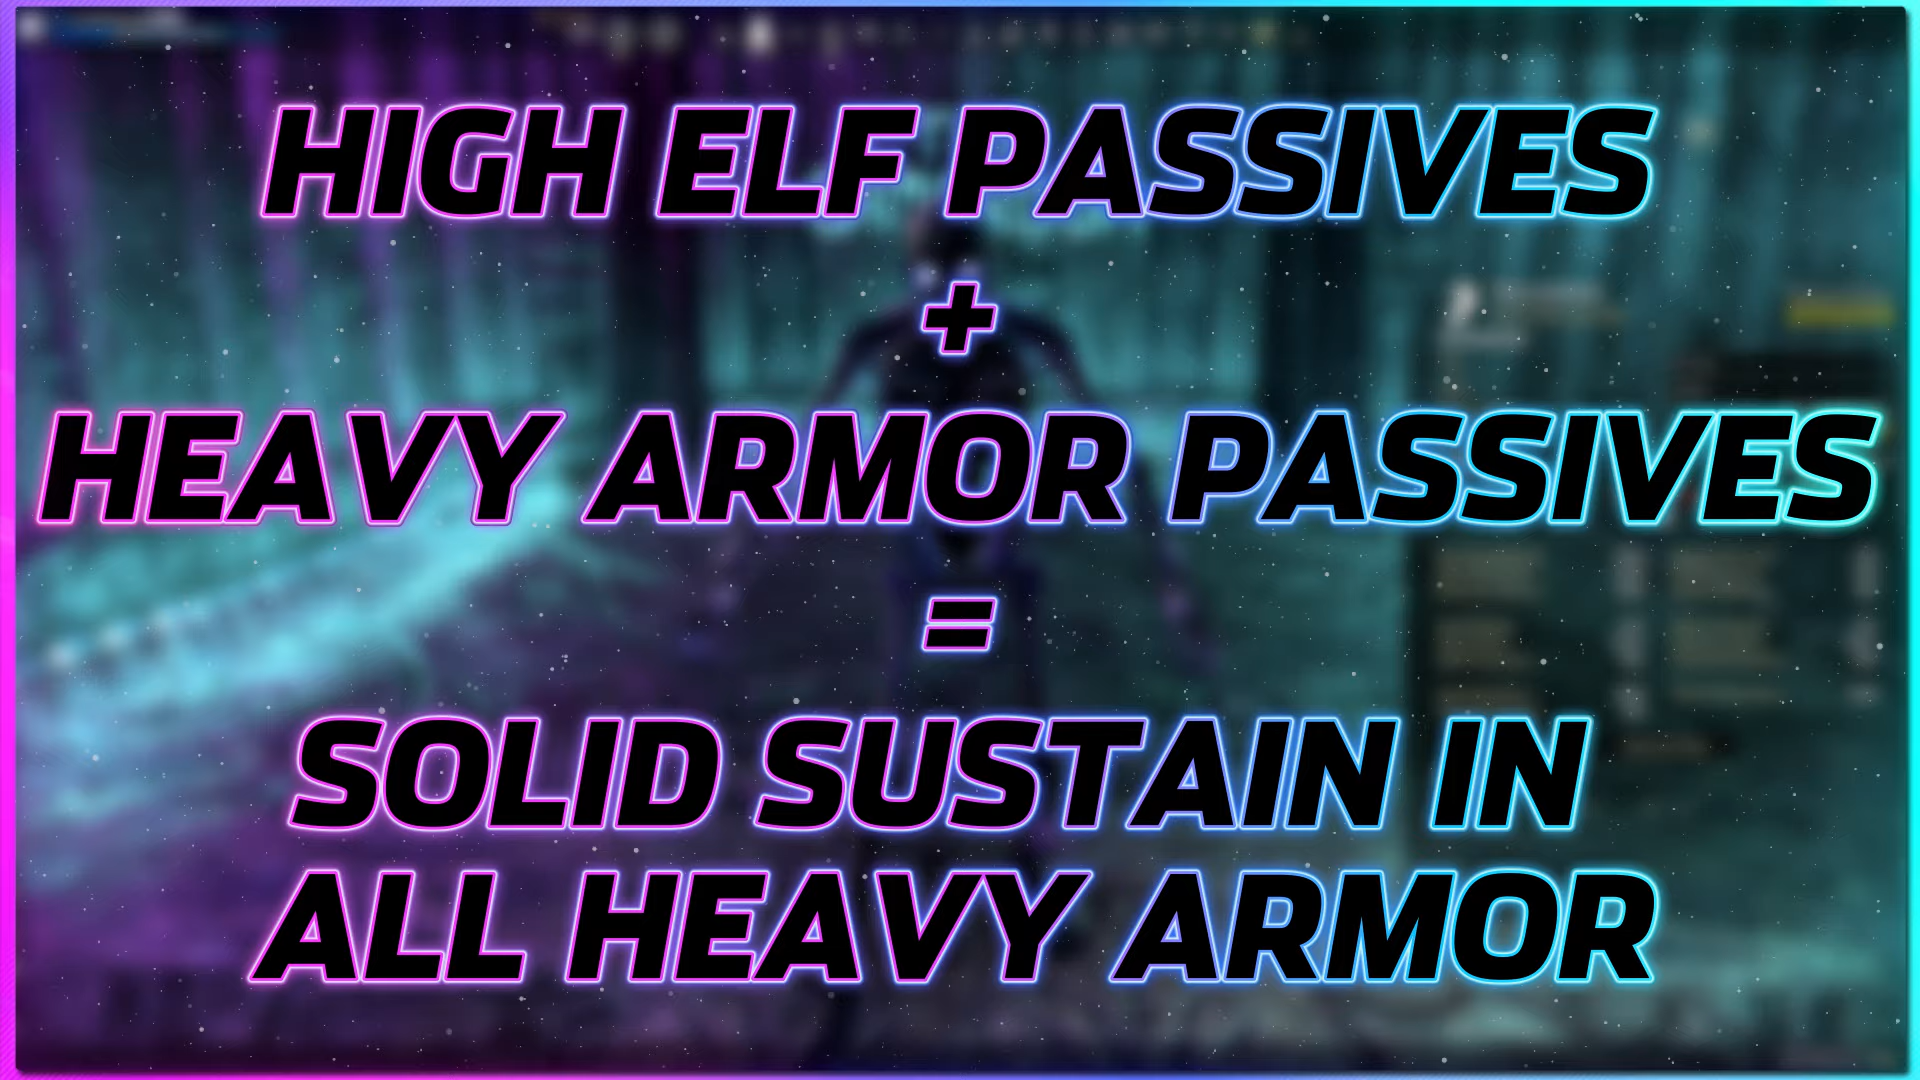 HIGH ELF PASSIVES
+
HEAVY ARMOR PASSIVES
=
SOLID SUSTAIN IN
ALL HEAVY ARMOR